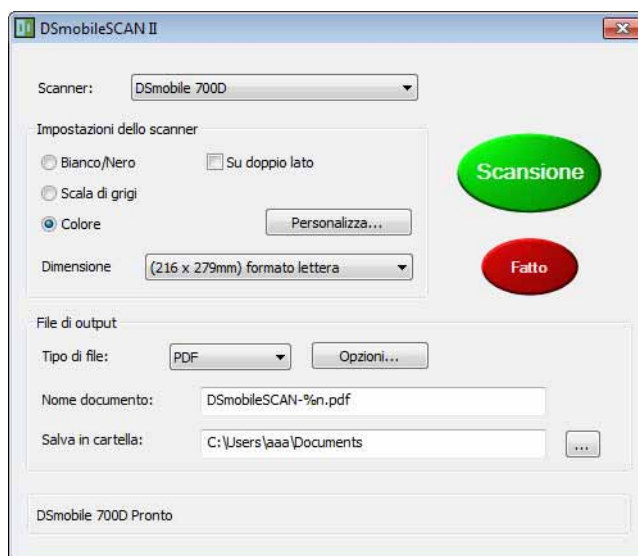 DSmobileSCAN II
Scanner: DSmobile 700D
Impostazioni dello scanner
Bianco/Nero Su doppio lato
Scansione
Scala di grigi
Colore Personalizza...
Dimensione (216 x 279mm) formato lettera
Fatto
File di output
Tipo di file: PDF Opzioni...
Nome documento: DSmobileSCAN-%n.pdf
Salva in cartella: C:\Users\aaa\Documents ...
DSmobile 700D Pronto